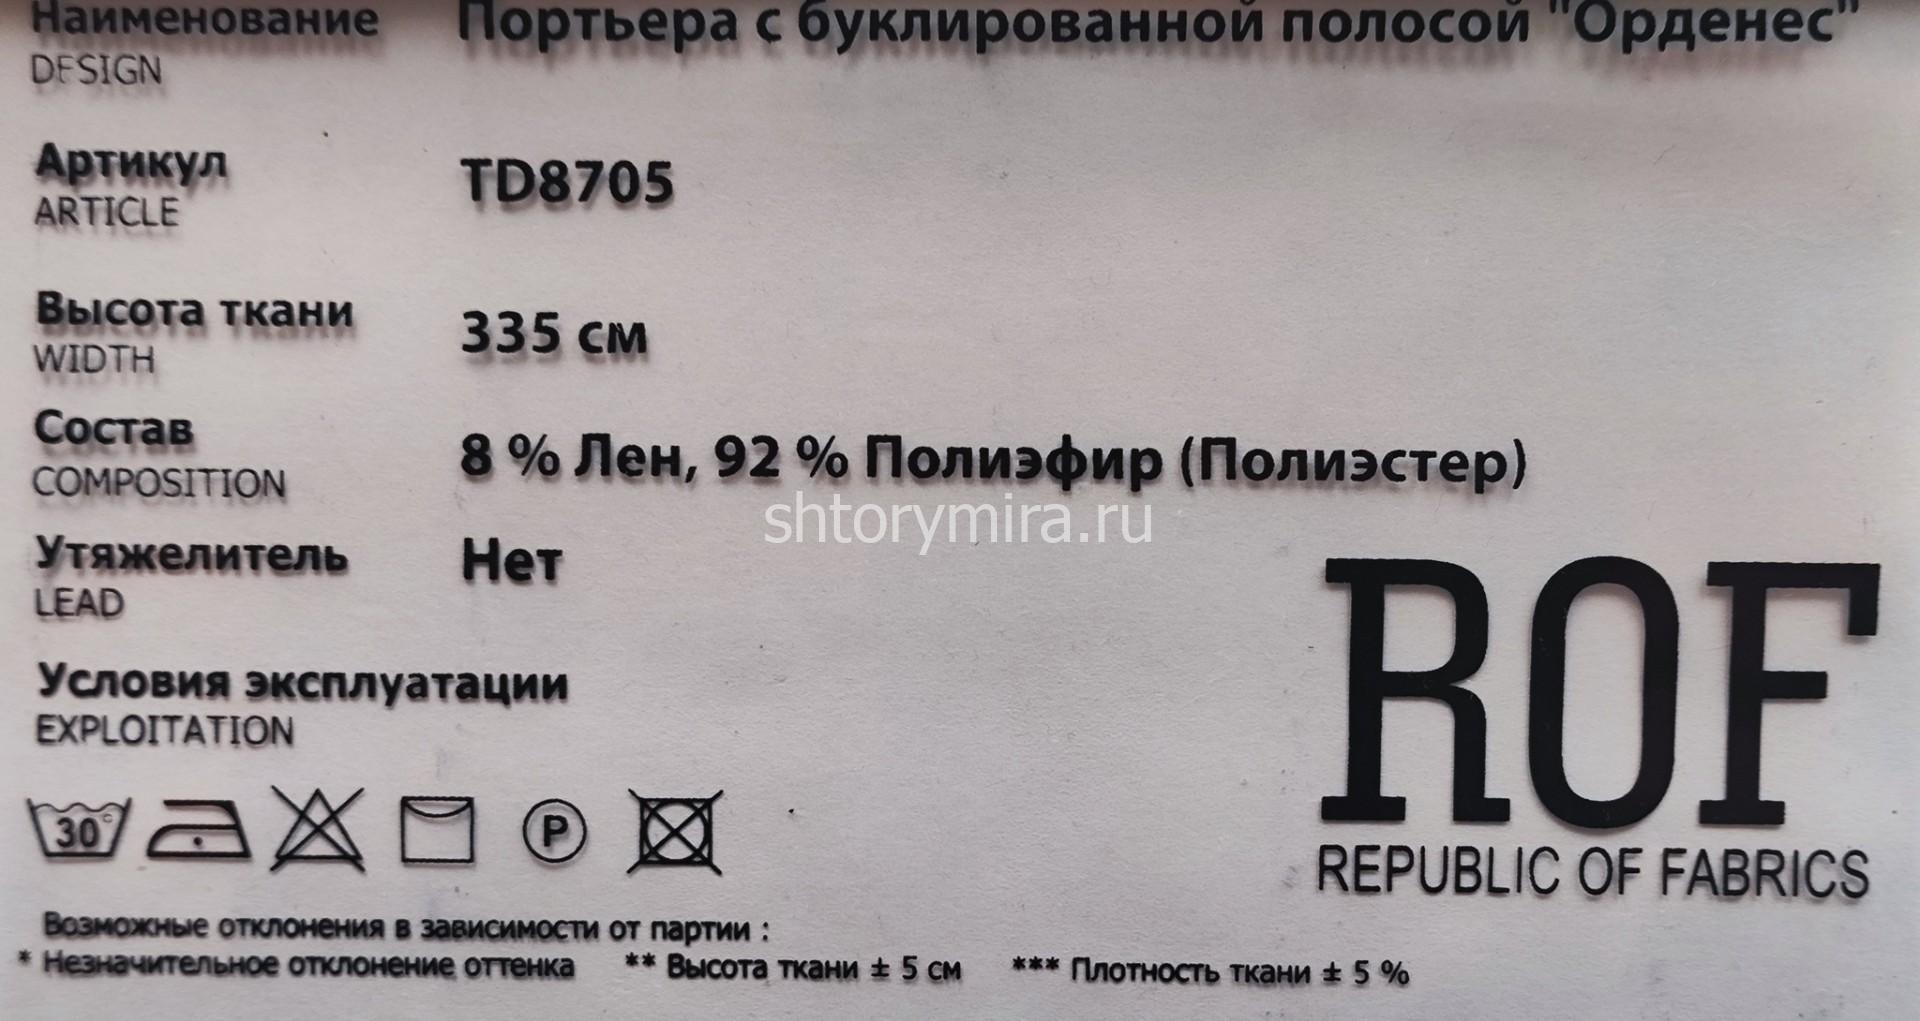 Наименование Портьера с буклированной полосой "Орденес"
DESIGN
Артикул TD8705
ARTICLE
Высота ткани 335 см
WIDTH
Состав 8 % Лен, 92 % Полиэфир (Полиэстер)
COMPOSITION
shtorymira.ru
Утяжелитель Нет
LEAD
Условия эксплуатации
EXPLOITATION
ROF
REPUBLIC OF FABRICS
30°C P
Возможные отклонения в зависимости от партии :
* Незначительное отклонение оттенка ** Высота ткани ± 5 см *** Плотность ткани ± 5 %